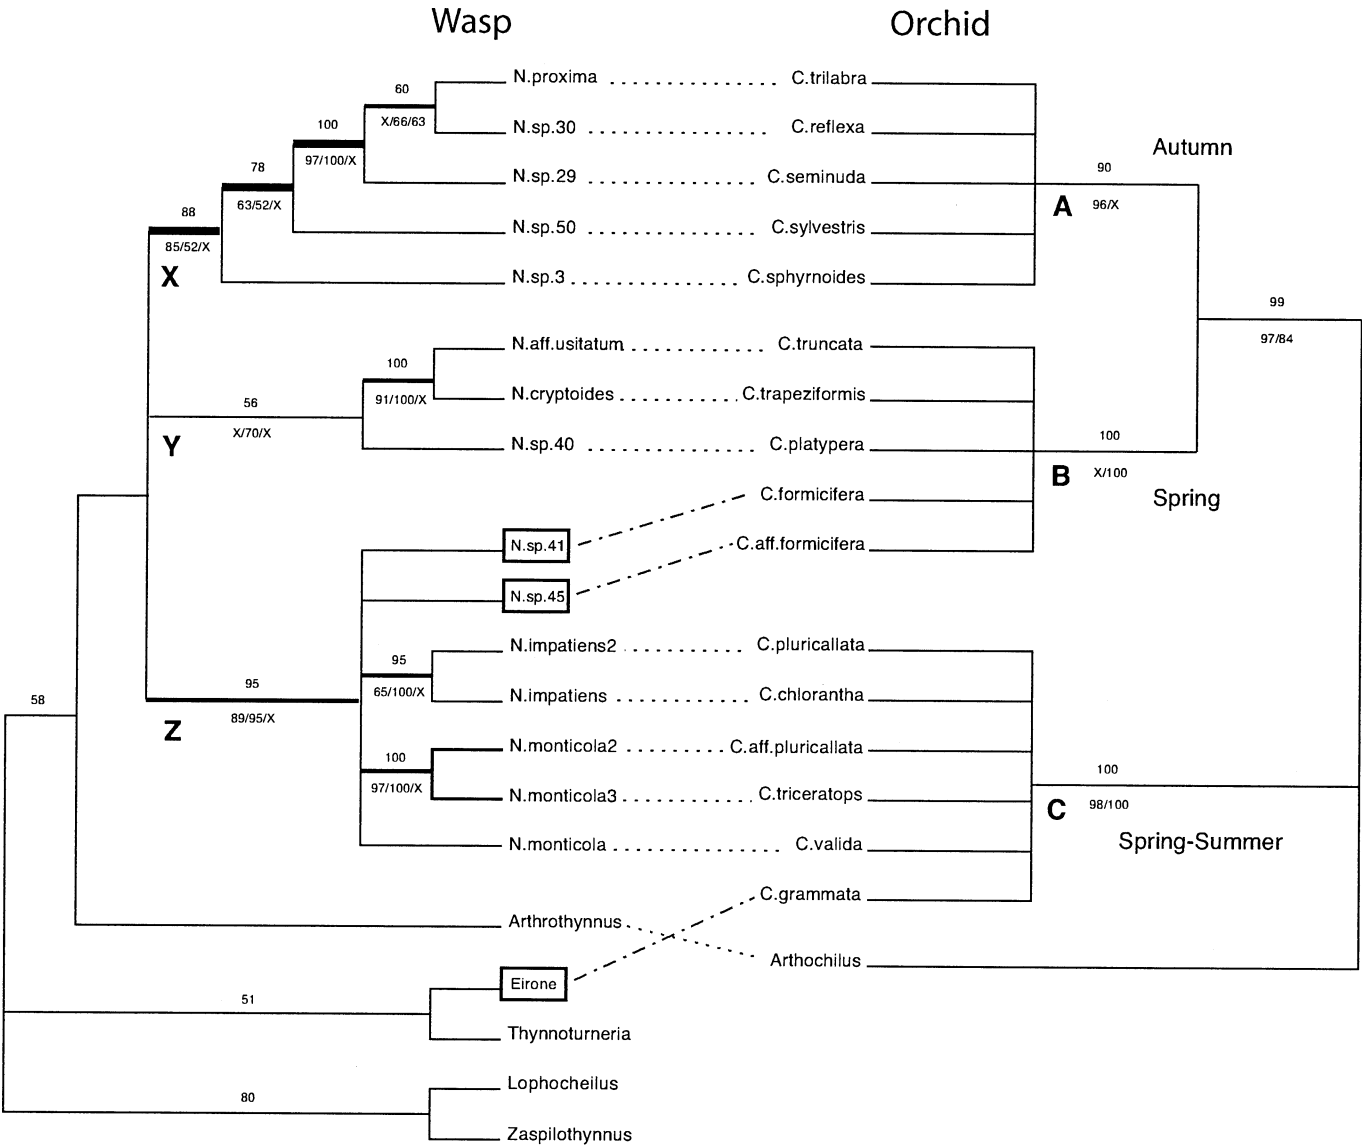 Wasp Orchid
N.proxima C.trilabra
60
X/66/63
N.sp.30 C.reflexa
100
97/100/X
Autumn
N.sp.29 C.seminuda
90
A 96/X
78
63/52/X
N.sp.50 C.sylvestris
88
85/52/X
X
N.sp.3 C.sphyrnoides
99
97/84
N.aff.usitatum C.truncata
100
91/100/X
N.cryptoides C.trapeziformis
56
X/70/X
Y
N.sp.40 C.platypera
100
B X/100
Spring
C.formicifera
N.sp.41 C.aff.formicifera
N.sp.45
N.impatiens2 C.pluricallata
95
65/100/X
N.impatiens C.chlorantha
95
89/95/X
Z
58
N.monticola2 C.aff.pluricallata
100
97/100/X
N.monticola3 C.triceratops
100
C 98/100
Spring-Summer
N.monticola C.valida
C.grammata
Arthrothynnus
Arthochilus
Eirone
51
Thynnoturneria
Lophocheilus
80
Zaspilothynnus